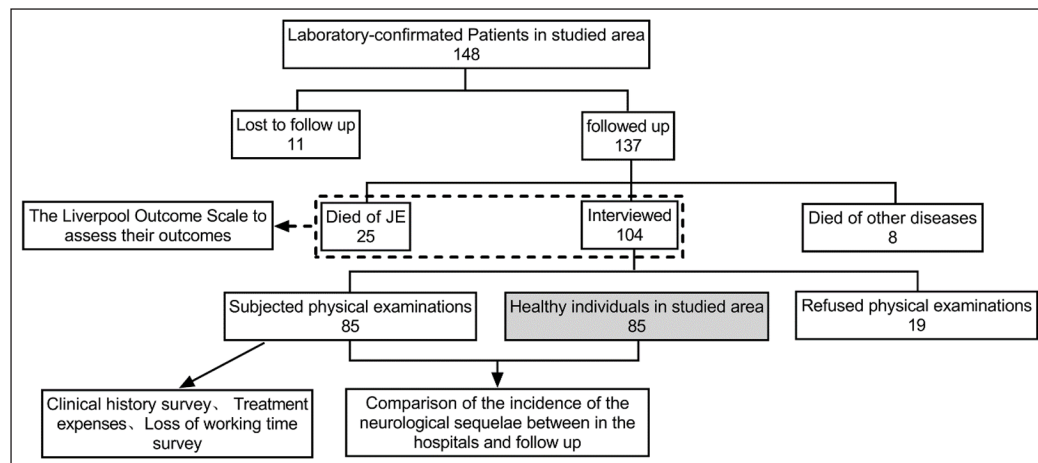 Laboratory-confirmated Patients in studied area
148
Lost to follow up
11
followed up
137
The Liverpool Outcome Scale to
assess their outcomes
Died of JE
25
Interviewed
104
Died of other diseases
8
Subjected physical examinations
85
Healthy individuals in studied area
85
Refused physical examinations
19
Clinical history survey、 Treatment
expenses、Loss of working time
survey
Comparison of the incidence of the
neurological sequelae between in the
hospitals and follow up